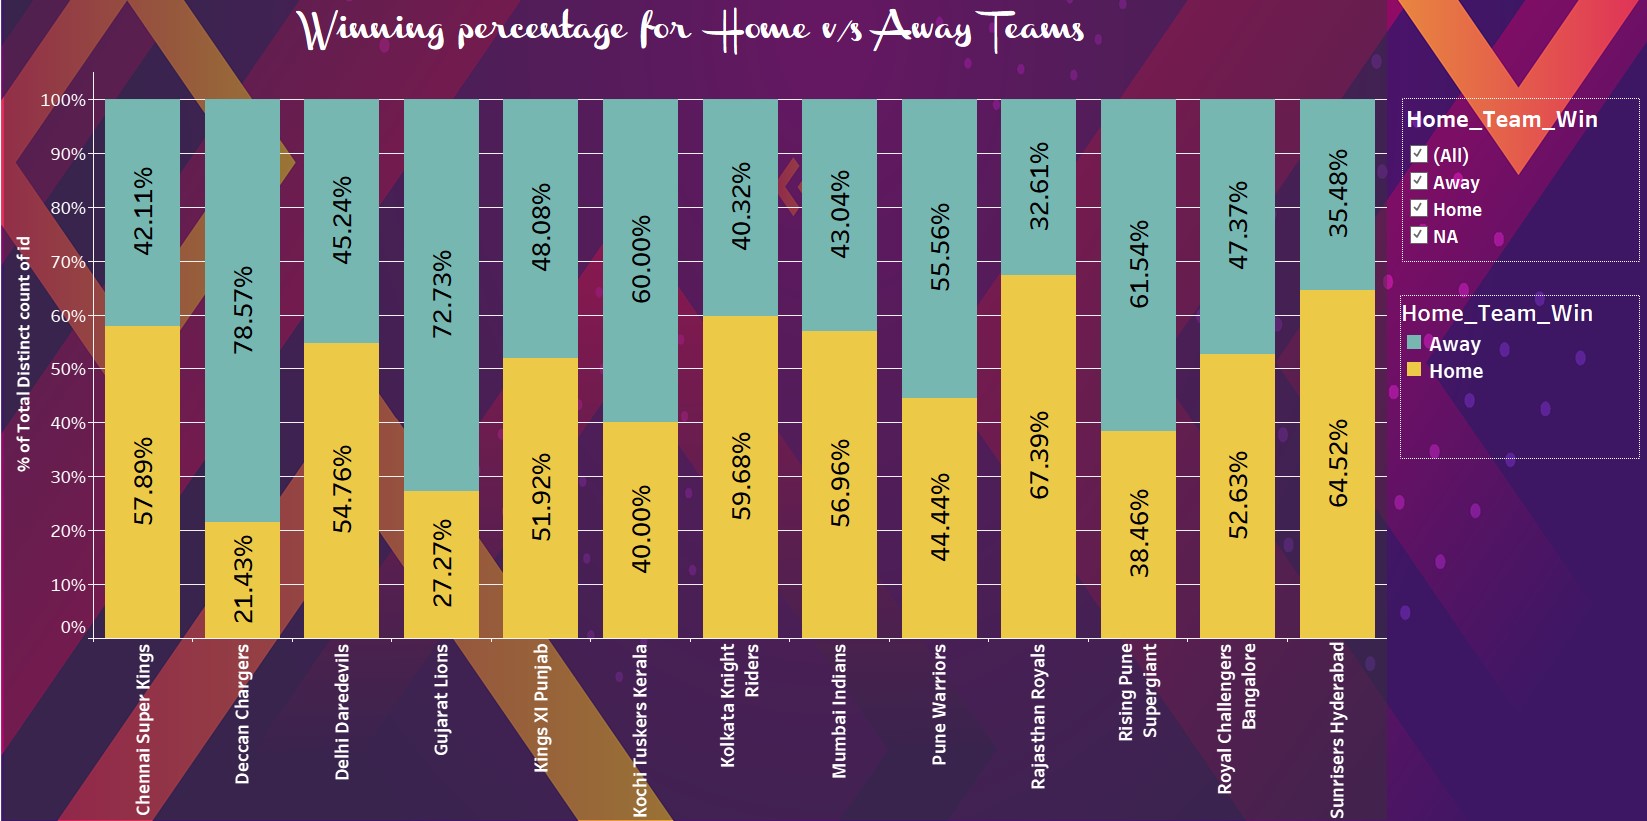 Winning percentage for Home v/s Away Teams
% of Total Distinct count of id
100%
90%
80%
70%
60%
50%
40%
30%
20%
10%
0%
42.11%
57.89%
78.57%
21.43%
45.24%
54.76%
72.73%
27.27%
48.08%
51.92%
60.00%
40.00%
40.32%
59.68%
43.04%
56.96%
55.56%
44.44%
32.61%
67.39%
61.54%
38.46%
47.37%
52.63%
35.48%
64.52%
Chennai Super Kings
Deccan Chargers
Delhi Daredevils
Gujarat Lions
Kings XI Punjab
Kochi Tuskers Kerala
Kolkata Knight
Riders
Mumbai Indians
Pune Warriors
Rajasthan Royals
Rising Pune
Supergiant
Royal Challengers
Bangalore
Sunrisers Hyderabad
Home_Team_Win
(All)
Away
Home
NA
Home_Team_Win
Away
Home